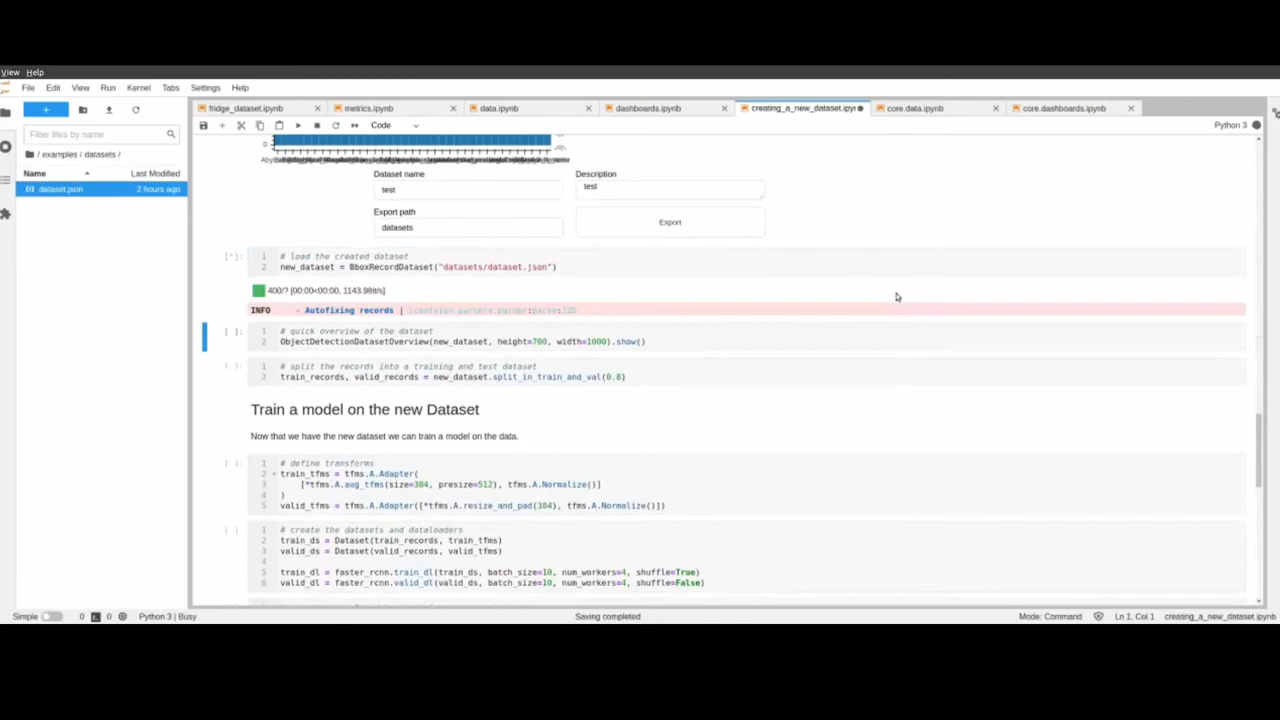 View Help
File Edit View Run Kernel Tabs Settings Help
fridge_dataset.ipynb metrics.ipynb data.ipynb dashboards.ipynb creating_a_new_dataset.ipyn core.data.ipynb core.dashboards.ipynb
Code Python 3
Filter files by name
/ examples / datasets /
Name Last Modified
dataset.json 2 hours ago
0
Dataset name Description
test test
Export path
datasets Export
[*]: 1 # load the created dataset
2 new_dataset = BboxRecordDataset("datasets/dataset.json")
400/? [00:00<00:00, 1143.98it/s]
INFO - Autofixing records | icevision.parsers.parser:parse:126
[ ]: 1 # quick overview of the dataset
2 ObjectDetectionDatasetOverview(new_dataset, height=700, width=1000).show()
[ ]: 1 # split the records into a training and test dataset
2 train_records, valid_records = new_dataset.split_in_train_and_val(0.8)
Train a model on the new Dataset
Now that we have the new dataset we can train a model on the data.
[ ]: 1 # define transforms
2 train_tfms = tfms.A.Adapter(
3 [*tfms.A.aug_tfms(size=384, presize=512), tfms.A.Normalize()]
4 )
5 valid_tfms = tfms.A.Adapter([*tfms.A.resize_and_pad(384), tfms.A.Normalize()])
[ ]: 1 # create the datasets and dataloaders
2 train_ds = Dataset(train_records, train_tfms)
3 valid_ds = Dataset(valid_records, valid_tfms)
4
5 train_dl = faster_rcnn.train_dl(train_ds, batch_size=10, num_workers=4, shuffle=True)
6 valid_dl = faster_rcnn.valid_dl(valid_ds, batch_size=10, num_workers=4, shuffle=False)
Simple 0 0 Python 3 | Busy Saving completed Mode: Command Ln 1, Col 1 creating_a_new_dataset.ipynb